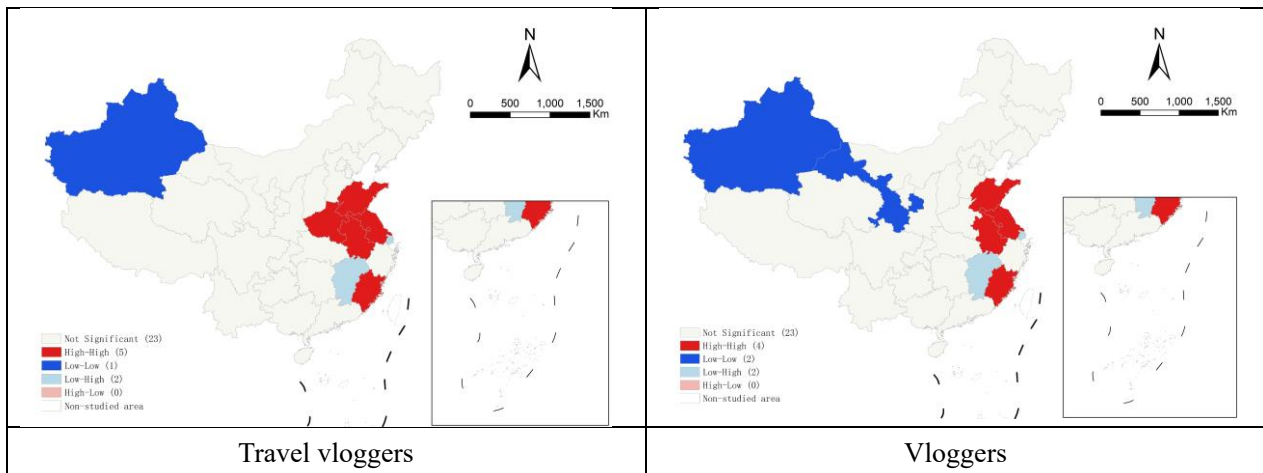 N
0 500 1,000 1,500
Km
Not Significant (23)
High-High (5)
Low-Low (1)
Low-High (2)
High-Low (0)
Non-studied area
Travel vloggers
N
0 500 1,000 1,500
Km
Not Significant (23)
High-High (4)
Low-Low (2)
Low-High (2)
High-Low (0)
Non-studied area
Vloggers